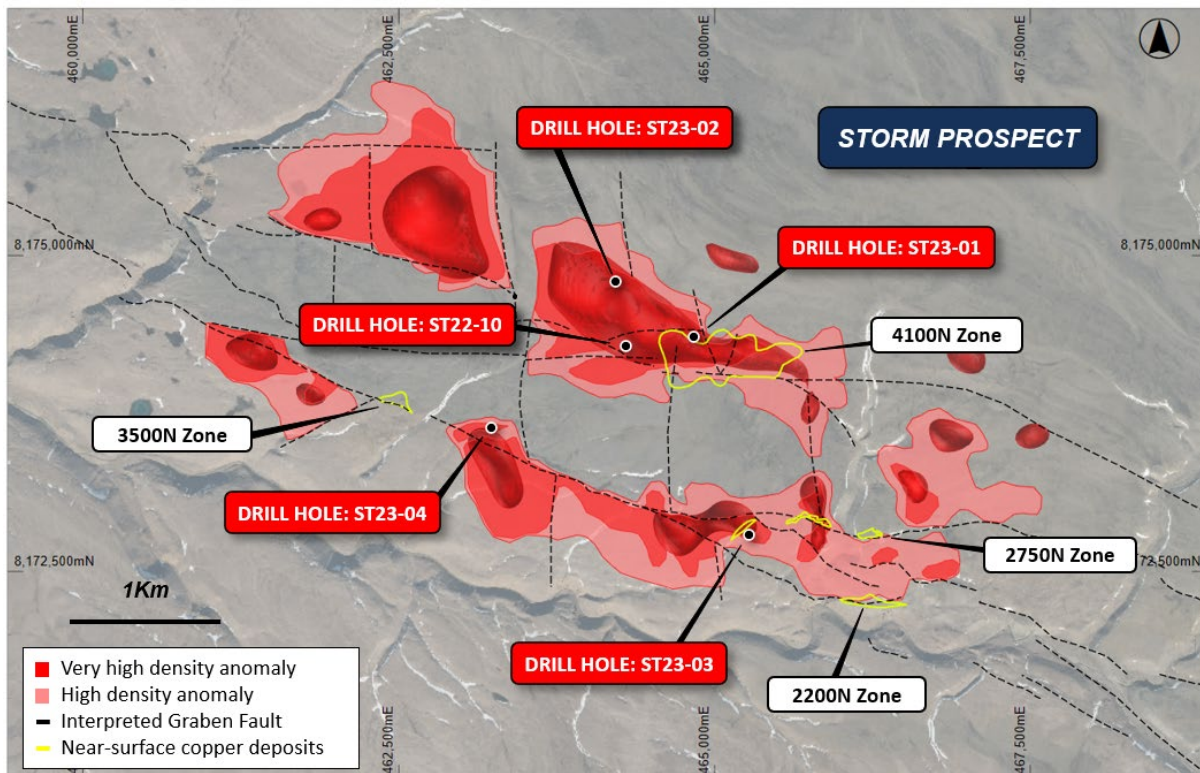 460,000mE
462,500mE
465,000mE
467,500mE
DRILL HOLE: ST23-02
STORM PROSPECT
8,175,000mN
8,175,000mN
DRILL HOLE: ST23-01
DRILL HOLE: ST22-10
4100N Zone
3500N Zone
DRILL HOLE: ST23-04
8,172,500mN
72,500mN
2750N Zone
1Km
DRILL HOLE: ST23-03
2200N Zone
Very high density anomaly
High density anomaly
Interpreted Graben Fault
Near-surface copper deposits
462,500mE
465,000mE
467,500mE